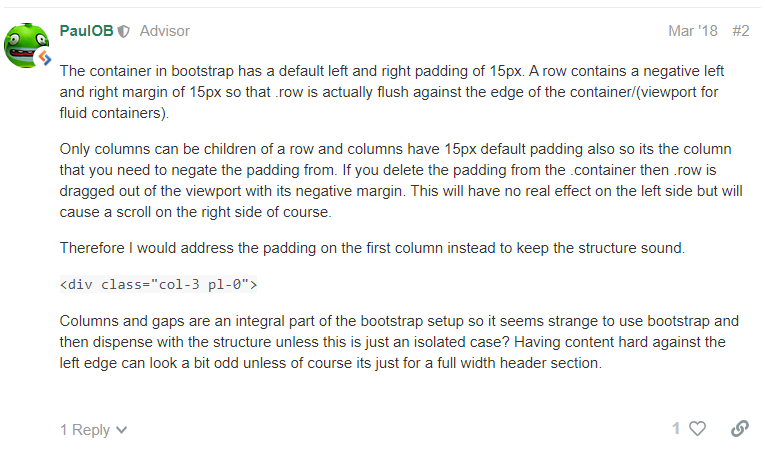 PaulOB Advisor Mar '18 #2
The container in bootstrap has a default left and right padding of 15px. A row contains a negative left
and right margin of 15px so that .row is actually flush against the edge of the container/(viewport for
fluid containers).
Only columns can be children of a row and columns have 15px default padding also so its the column
that you need to negate the padding from. If you delete the padding from the .container then .row is
dragged out of the viewport with its negative margin. This will have no real effect on the left side but will
cause a scroll on the right side of course.
Therefore I would address the padding on the first column instead to keep the structure sound.
<div class="col-3 pl-0">
Columns and gaps are an integral part of the bootstrap setup so it seems strange to use bootstrap and
then dispense with the structure unless this is just an isolated case? Having content hard against the
left edge can look a bit odd unless of course its just for a full width header section.
1 Reply 1